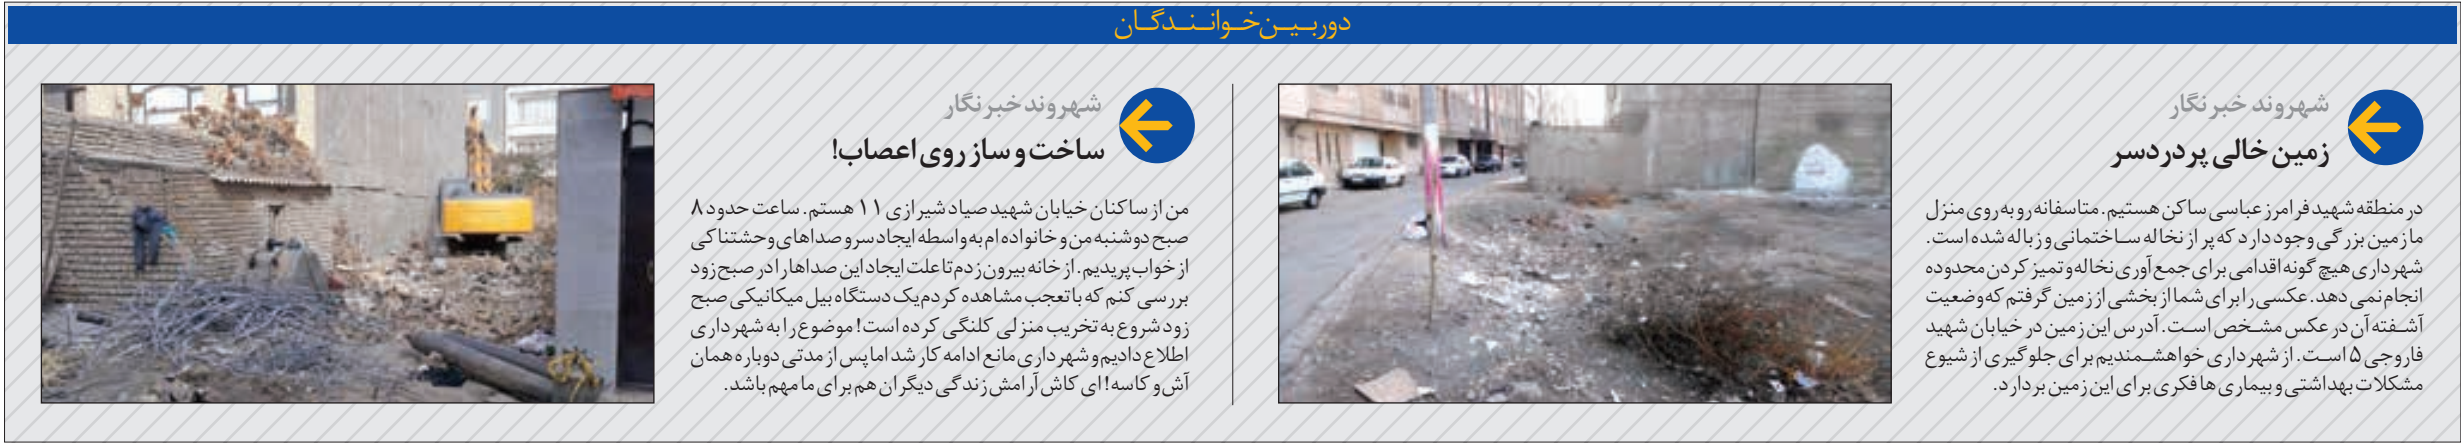 دوربین خوانندگان
شهروند خبرنگار
زمین خالی پر دردسر
در منطقه شهید فرامرز عباسی ساکن هستیم. متاسفانه روبه‌روی منزل
ما زمین بزرگی وجود دارد که پر از نخاله ساختمانی و زباله شده است.
شهرداری هیچ گونه اقدامی برای جمع آوری نخاله و تمیز کردن محدوده
انجام نمی دهد. عکسی را برای شما از بخشی از زمین گرفتم که وضعیت
آشفته آن در عکس مشخص است. آدرس این زمین در خیابان شهید
فاروجی ۵ است. از شهرداری خواهشمندیم برای جلوگیری از شیوع
مشکلات بهداشتی و بیماری ها فکری برای این زمین بردارد.
شهروند خبرنگار
ساخت و ساز روی اعصاب!
من از ساکنان خیابان شهید صیاد شیرازی ۱۱ هستم. ساعت حدود ۸
صبح دوشنبه من و خانواده ام به واسطه ایجاد سر و صداهای وحشتناکی
از خواب پریدیم. از خانه بیرون زدم تا علت ایجاد این صداها را در صبح زود
بررسی کنم که با تعجب مشاهده کردم یک دستگاه بیل میکانیکی صبح
زود شروع به تخریب منزلی کلنگی کرده است! موضوع را به شهرداری
اطلاع دادیم و شهرداری مانع ادامه کار شد اما پس از مدتی دوباره همان
آش و کاسه! ای کاش آرامش زندگی دیگران هم برای ما مهم باشد.